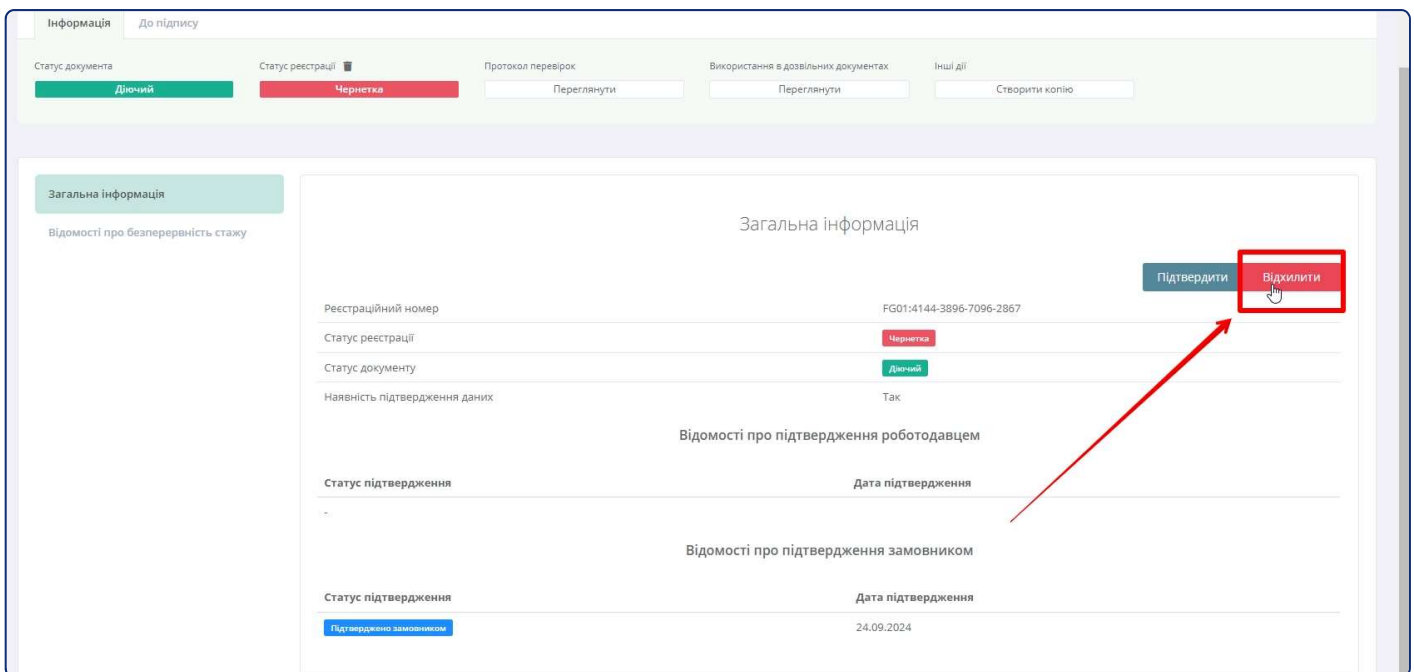 Інформація До підпису
Статус документа Статус реєстрації Протокол перевірок Використання в дозвільних документах Інші дії
Діючий Чернетка Переглянути Переглянути Створити копію
Загальна інформація
Відомості про безперервність стажу
Загальна інформація
Підтвердити Відхилити
Реєстраційний номер FG01:4144-3896-7096-2867
Статус реєстрації Чернетка
Статус документу Діючий
Наявність підтвердження даних Так
Відомості про підтвердження роботодавцем
Статус підтвердження Дата підтвердження
-
Відомості про підтвердження замовником
Статус підтвердження Дата підтвердження
Підтверджено замовником 24.09.2024